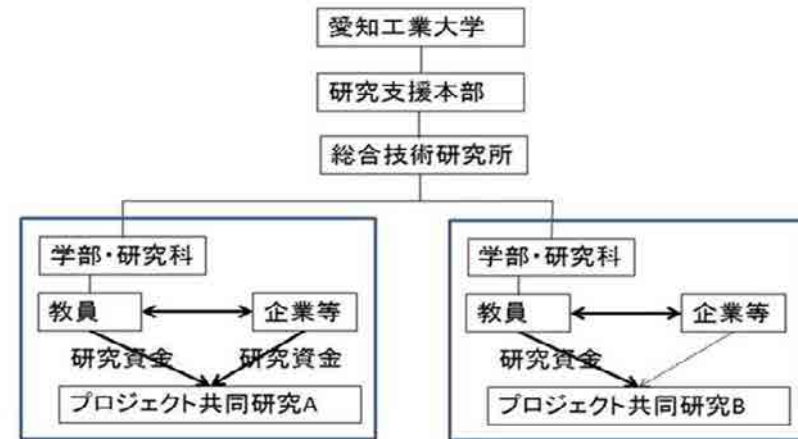 愛知工業大学
研究支援本部
総合技術研究所
学部・研究科
教員
企業等
研究資金
研究資金
プロジェクト共同研究A
学部・研究科
教員
企業等
研究資金
プロジェクト共同研究B